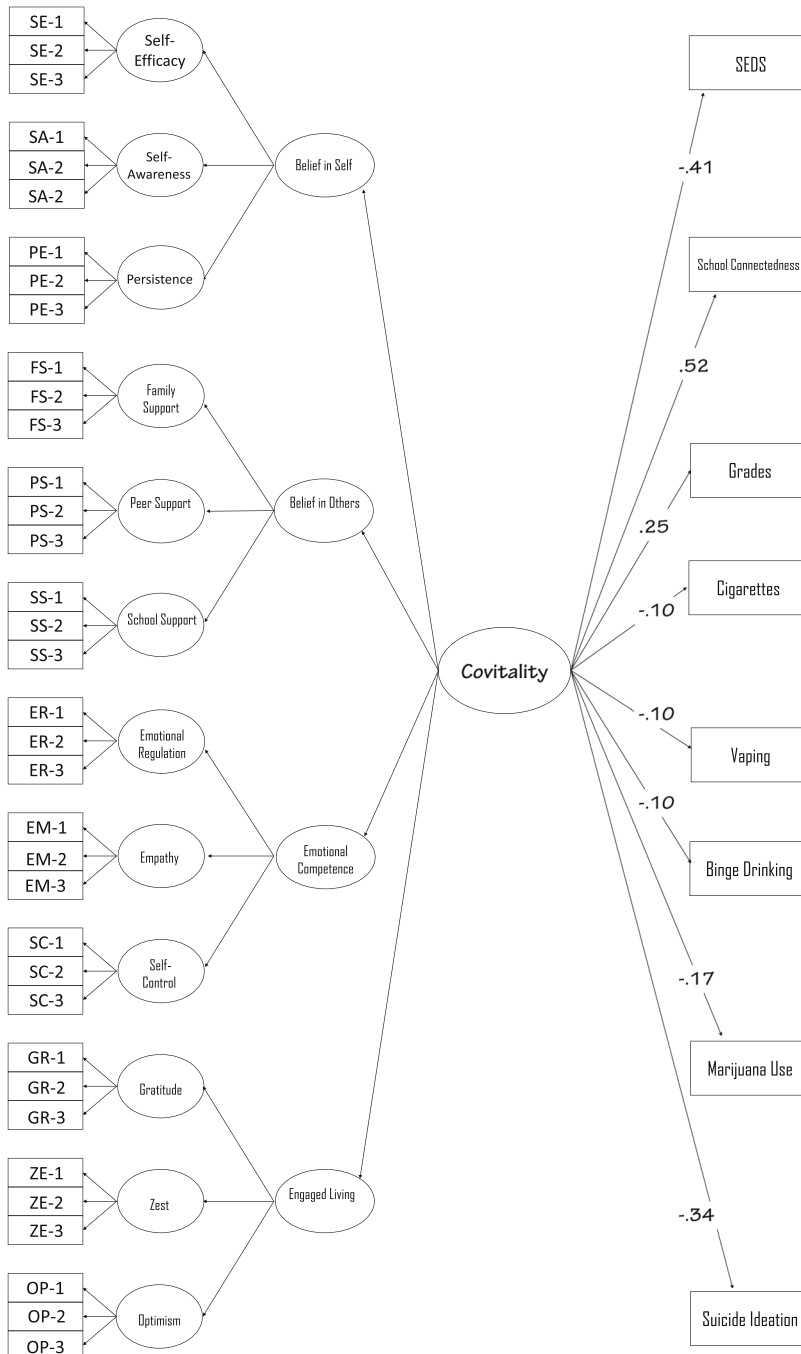 SE-1
SE-2
SE-3
Self-
Efficacy
SA-1
SA-2
SA-2
Self-
Awareness
PE-1
PE-2
PE-3
Persistence
Belief in Self
FS-1
FS-2
FS-3
Family
Support
PS-1
PS-2
PS-3
Peer Support
SS-1
SS-2
SS-3
School Support
Belief in Others
ER-1
ER-2
ER-3
Emotional
Regulation
EM-1
EM-2
EM-3
Empathy
SC-1
SC-2
SC-3
Self-
Control
Emotional
Competence
GR-1
GR-2
GR-3
Gratitude
ZE-1
ZE-2
ZE-3
Zest
OP-1
OP-2
OP-3
Optimism
Engaged Living
Covitality
-.41
SEDS
.52
School Connectedness
.25
Grades
-.10
Cigarettes
-.10
Vaping
-.10
Binge Drinking
-.17
Marijuana Use
-.34
Suicide Ideation